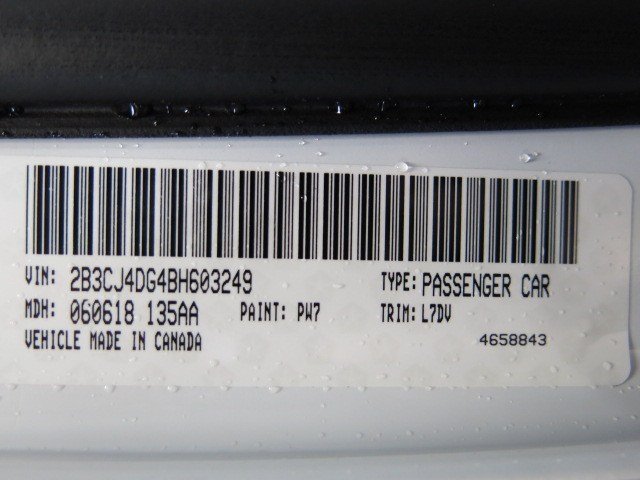 VIN: 2B3CJ4DG4BH603249 TYPE: PASSENGER CAR
MDH: 060618 135AA PAINT: PW7 TRIM: L7DV
VEHICLE MADE IN CANADA 4658843